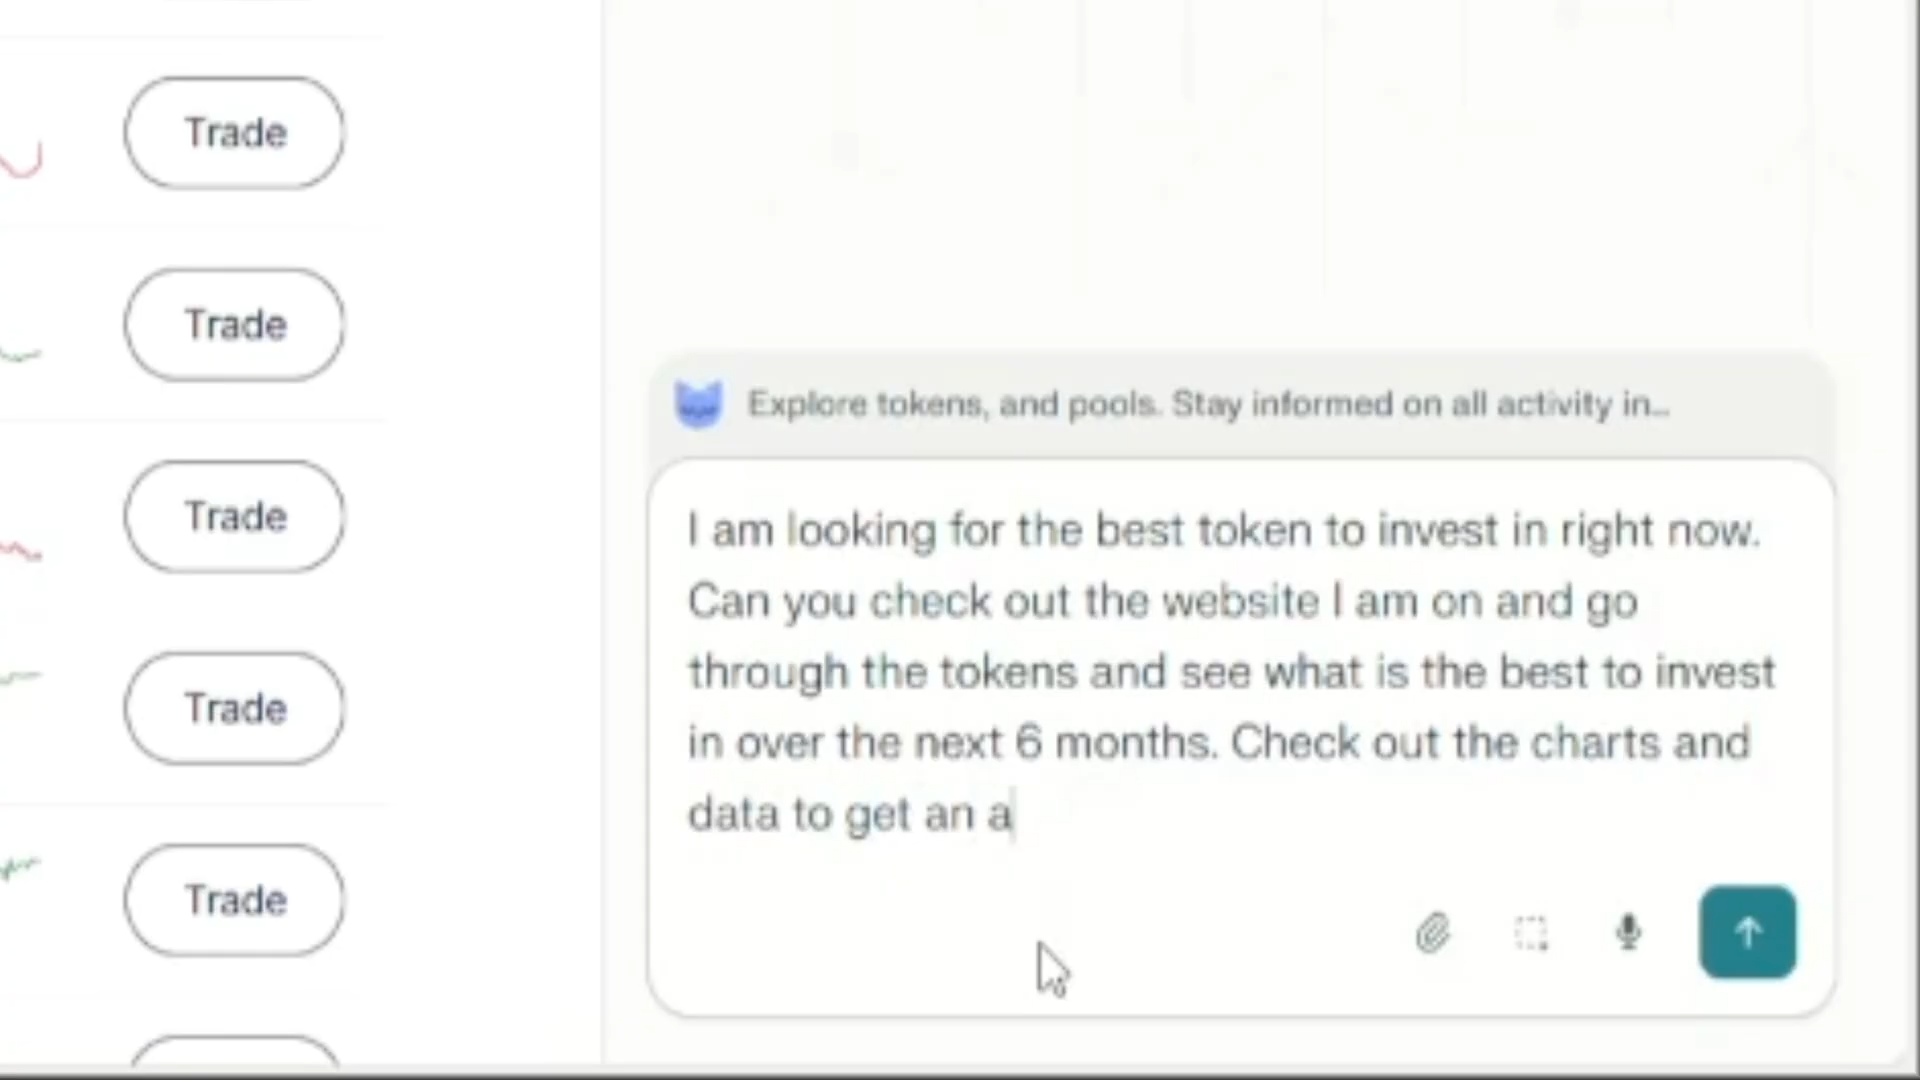 Trade
Trade
Trade
Trade
Trade
Explore tokens, and pools. Stay informed on all activity in...
I am looking for the best token to invest in right now.
Can you check out the website I am on and go
through the tokens and see what is the best to invest
in over the next 6 months. Check out the charts and
data to get an a